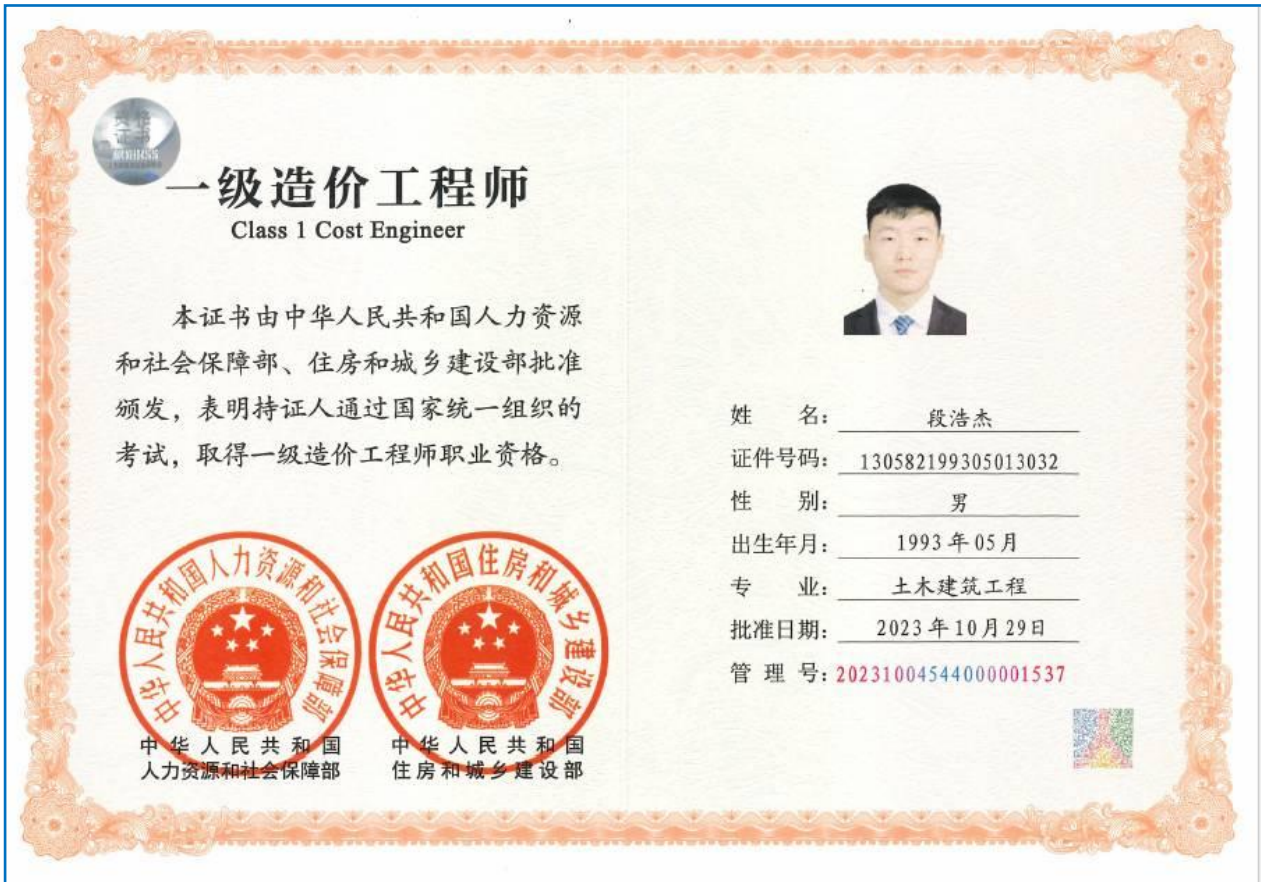 资格
证书
一级造价工程师
Class 1 Cost Engineer
本证书由中华人民共和国人力资源
和社会保障部、住房和城乡建设部批准
颁发，表明持证人通过国家统一组织的
考试，取得一级造价工程师职业资格。
中华人民共和国人力资源和社会保障部
中华人民共和国
人力资源和社会保障部
中华人民共和国住房和城乡建设部
中华人民共和国
住房和城乡建设部
姓 名： 段浩杰
证件号码： 130582199305013032
性 别： 男
出生年月： 1993年05月
专 业： 土木建筑工程
批准日期： 2023年10月29日
管 理 号：20231004544000001537